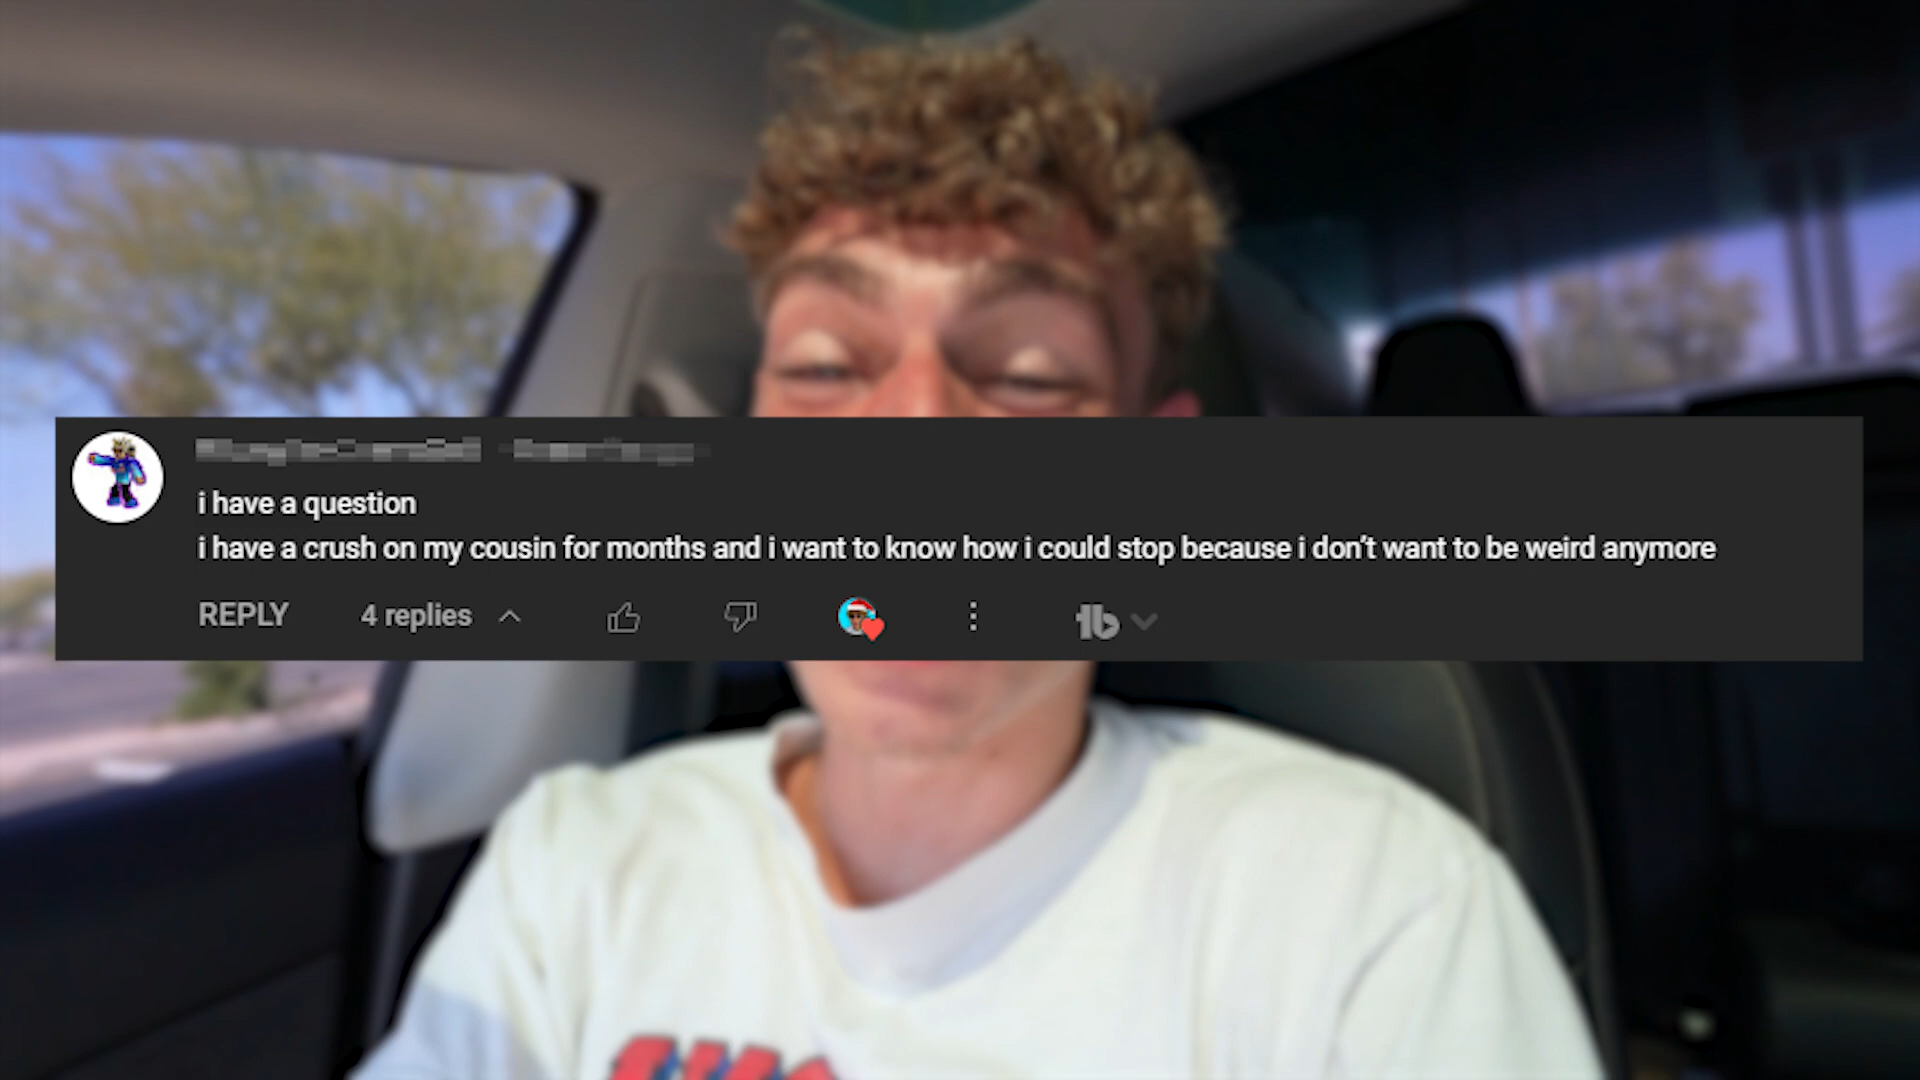 i have a question
i have a crush on my cousin for months and i want to know how i could stop because i don't want to be weird anymore
REPLY 4 replies